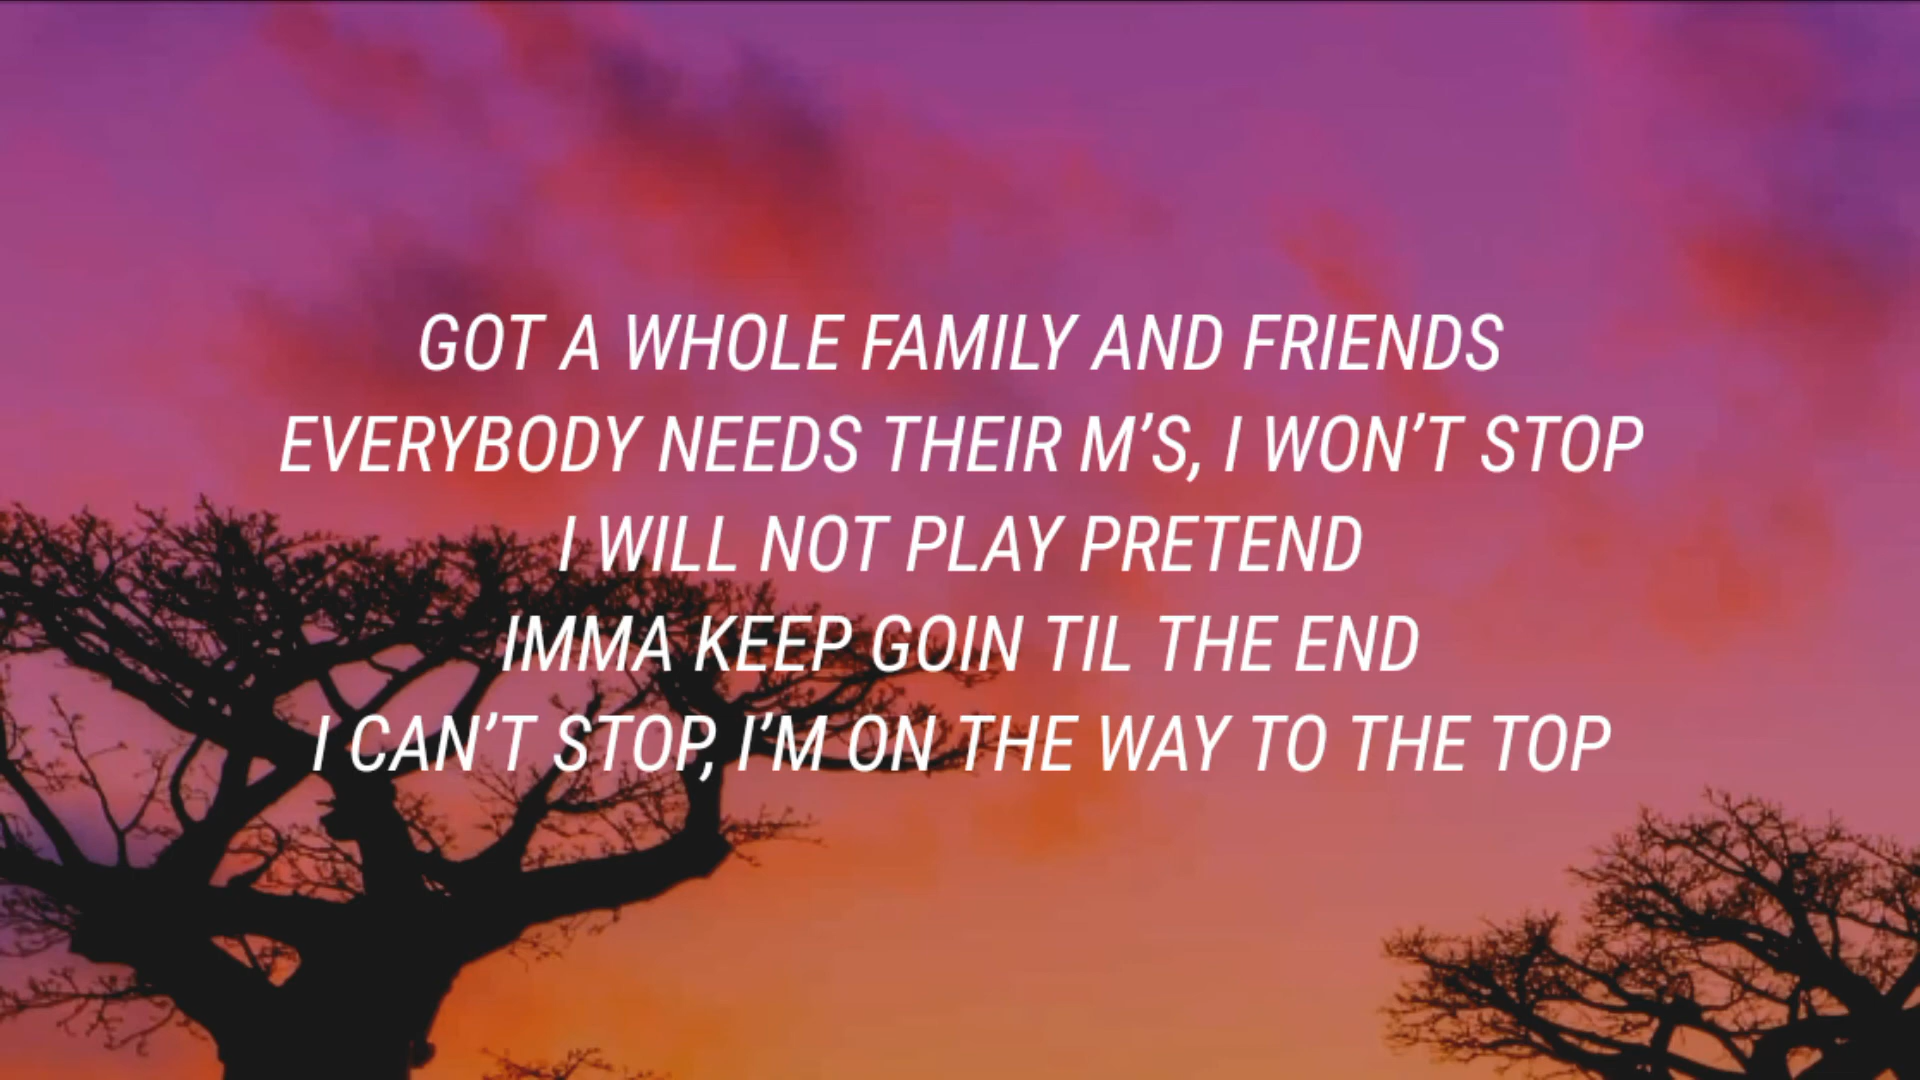 GOT A WHOLE FAMILY AND FRIENDS
EVERYBODY NEEDS THEIR M’S, I WON’T STOP
I WILL NOT PLAY PRETEND
IMMA KEEP GOIN TIL THE END
I CAN’T STOP, I’M ON THE WAY TO THE TOP